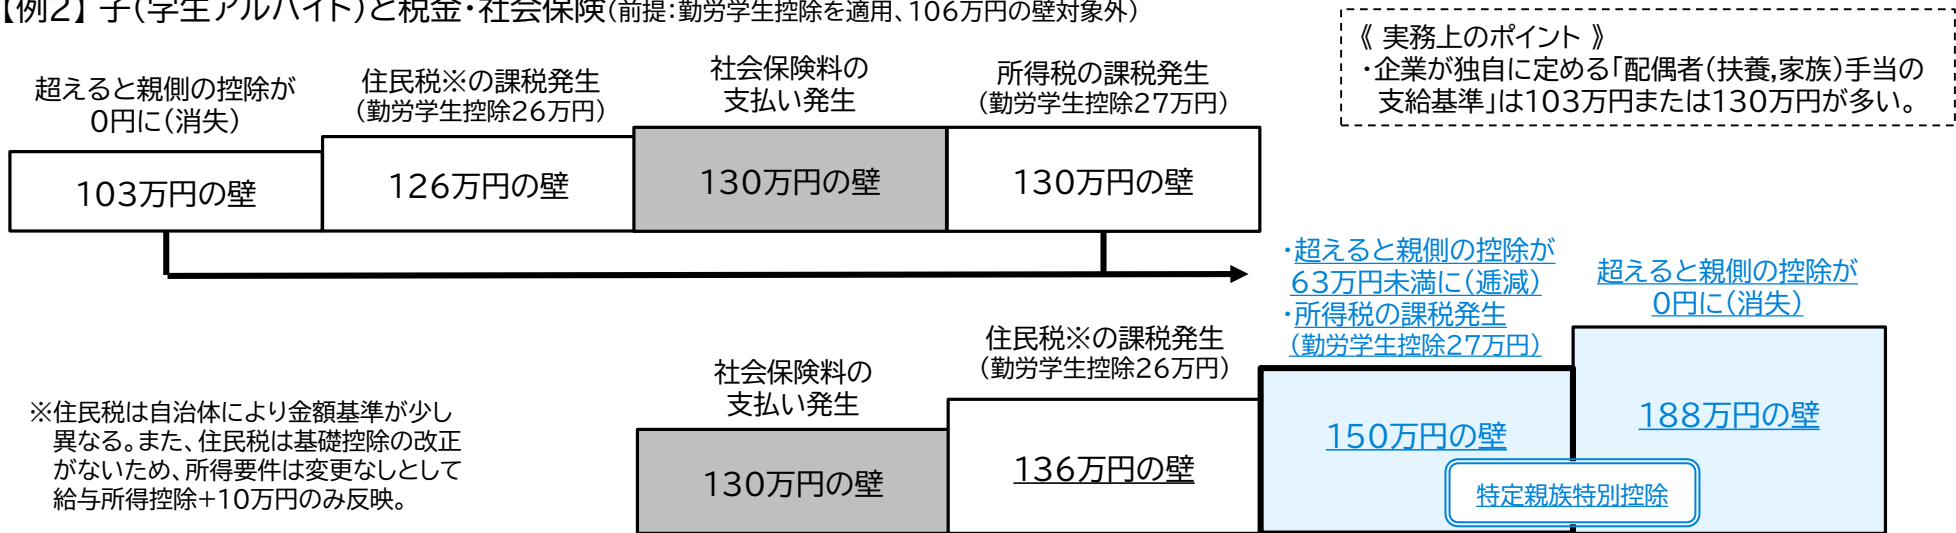 【例2】 子(学生アルバイト)と税金・社会保険(前提:勤労学生控除を適用、106万円の壁対象外)
《 実務上のポイント 》
・企業が独自に定める「配偶者(扶養,家族)手当の
支給基準」は103万円または130万円が多い。
超えると親側の控除が
0円に(消失)
住民税※の課税発生
(勤労学生控除26万円)
社会保険料の
支払い発生
所得税の課税発生
(勤労学生控除27万円)
103万円の壁
126万円の壁
130万円の壁
130万円の壁
・超えると親側の控除が
63万円未満に(逓減)
・所得税の課税発生
(勤労学生控除27万円)
超えると親側の控除が
0円に(消失)
社会保険料の
支払い発生
住民税※の課税発生
(勤労学生控除26万円)
130万円の壁
136万円の壁
150万円の壁
188万円の壁
特定親族特別控除
※住民税は自治体により金額基準が少し
異なる。また、住民税は基礎控除の改正
がないため、所得要件は変更なしとして
給与所得控除+10万円のみ反映。